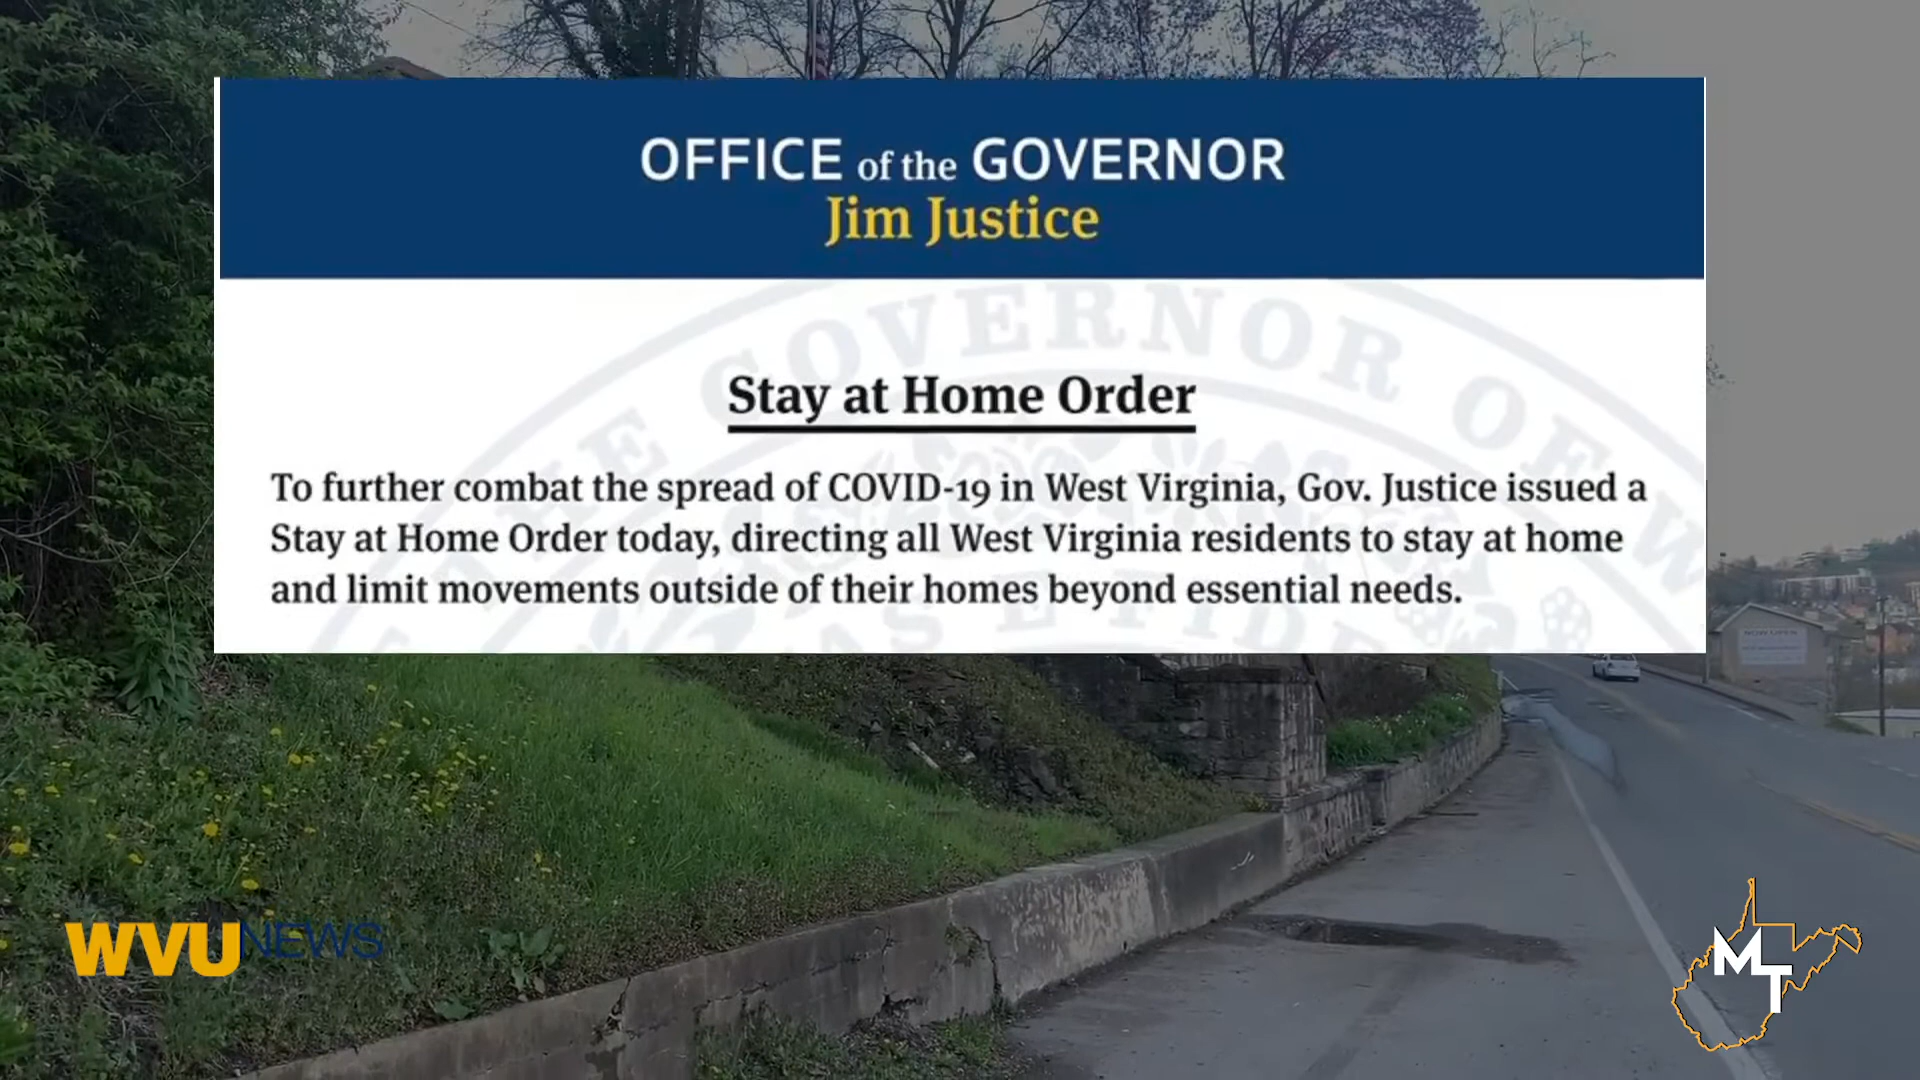 OFFICE of the GOVERNOR
Jim Justice
Stay at Home Order
To further combat the spread of COVID-19 in West Virginia, Gov. Justice issued a
Stay at Home Order today, directing all West Virginia residents to stay at home
and limit movements outside of their homes beyond essential needs.
NOW OPEN
WVUNEWS
MT